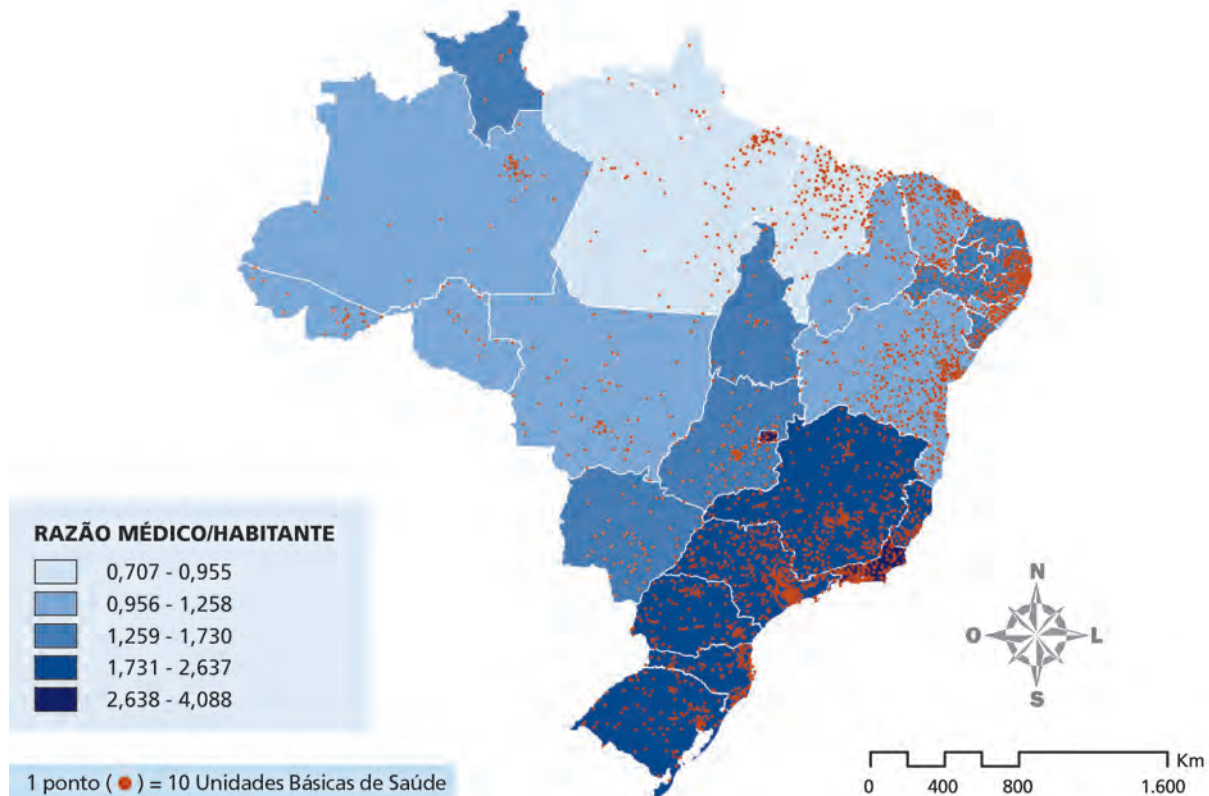 RAZÃO MÉDICO/HABITANTE
0,707 - 0,955
0,956 - 1,258
1,259 - 1,730
1,731 - 2,637
2,638 - 4,088
1 ponto ( ) = 10 Unidades Básicas de Saúde
N
O L
S
Km
0 400 800 1.600